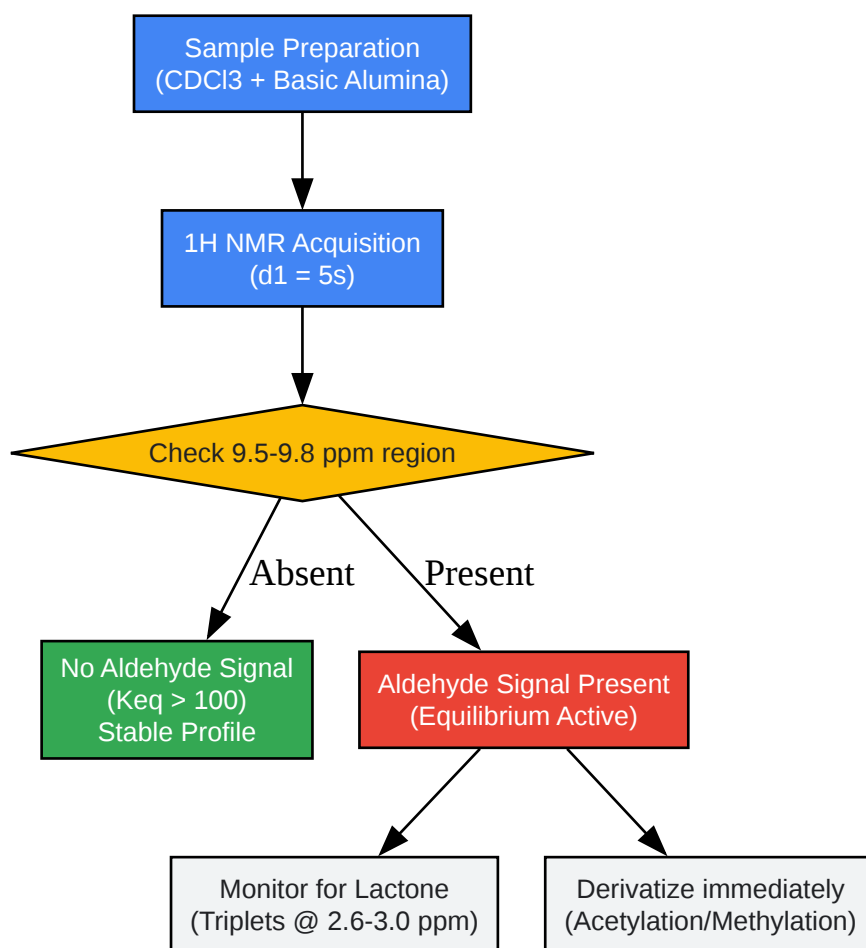 Sample Preparation
(CDCl3 + Basic Alumina)
1H NMR Acquisition
(d1 = 5s)
Check 9.5-9.8 ppm region
Absent
Present
No Aldehyde Signal
(Keq > 100)
Stable Profile
Aldehyde Signal Present
(Equilibrium Active)
Monitor for Lactone
(Triplets @ 2.6-3.0 ppm)
Derivatize immediately
(Acetylation/Methylation)